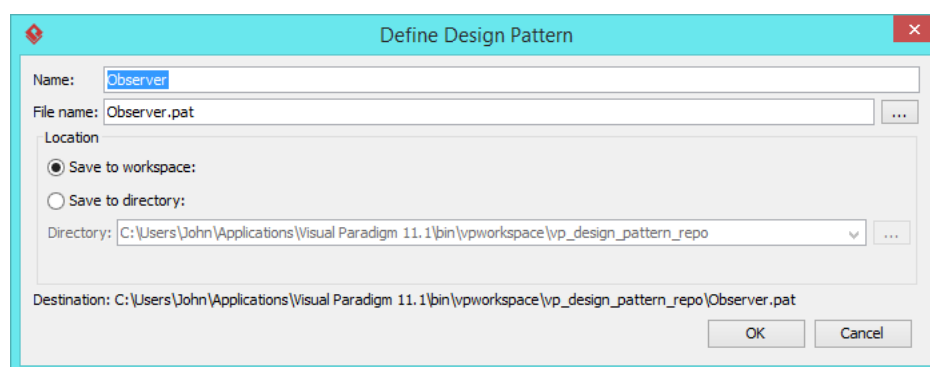 Define Design Pattern
Name: Observer
File name: Observer.pat ...
Location
Save to workspace:
Save to directory:
Directory: C:\Users\John\Applications\Visual Paradigm 11.1\bin\vpworkspace\vp_design_pattern_repo ...
Destination: C:\Users\John\Applications\Visual Paradigm 11.1\bin\vpworkspace\vp_design_pattern_repo\Observer.pat
OK Cancel